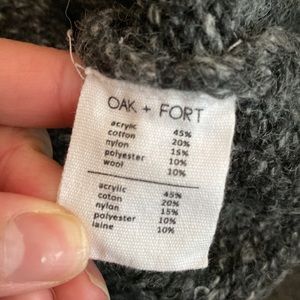 OAK + FORT
acrylic 45%
cotton 20%
nylon 15%
polyester 10%
wool 10%
acrylic 45%
coton 20%
nylan 15%
polyester 10%
laine 10%